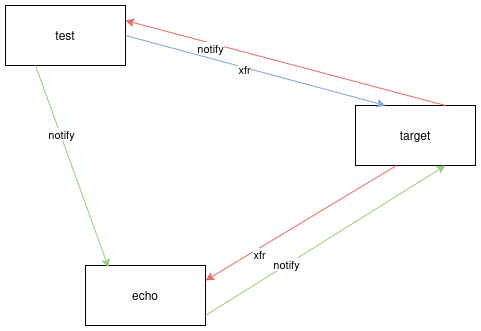 test
notify
xfr
notify
target
xfr
notify
echo